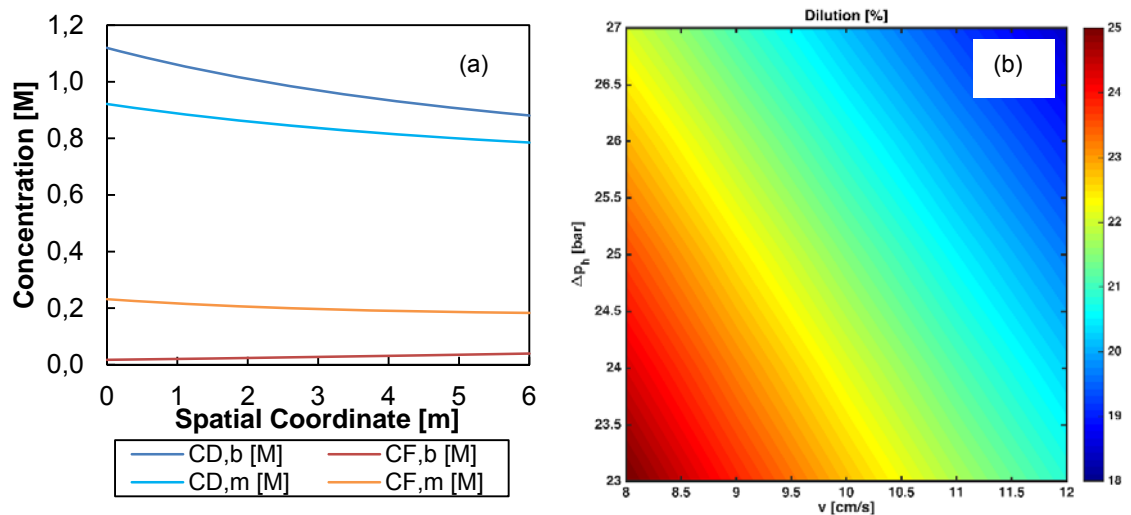 1,2
1,0
0,8
0,6
0,4
0,2
0,0
Concentration [M]
(a)
0 1 2 3 4 5 6
Spatial Coordinate [m]
CD,b [M] CF,b [M]
CD,m [M] CF,m [M]
Dilution [%]
(b)
27
26.5
26
25.5
25
24.5
24
23.5
23
Δp_h [bar]
8 8.5 9 9.5 10 10.5 11 11.5 12
v [cm/s]
25
24
23
22
21
20
19
18